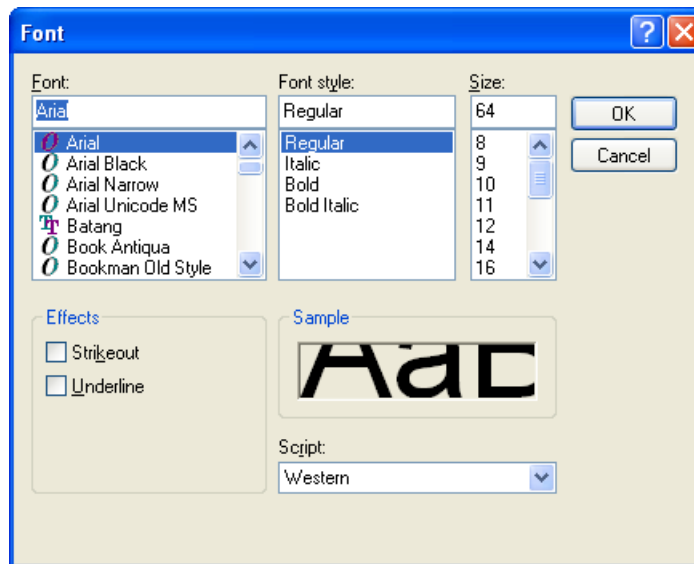 Font
Font:
Font style:
Size:
Arial
Regular
64
OK
Cancel
Arial
Arial Black
Arial Narrow
Arial Unicode MS
Batang
Book Antiqua
Bookman Old Style
Regular
Italic
Bold
Bold Italic
8
9
10
11
12
14
16
Effects
Strikeout
Underline
Sample
Aa
Script:
Western